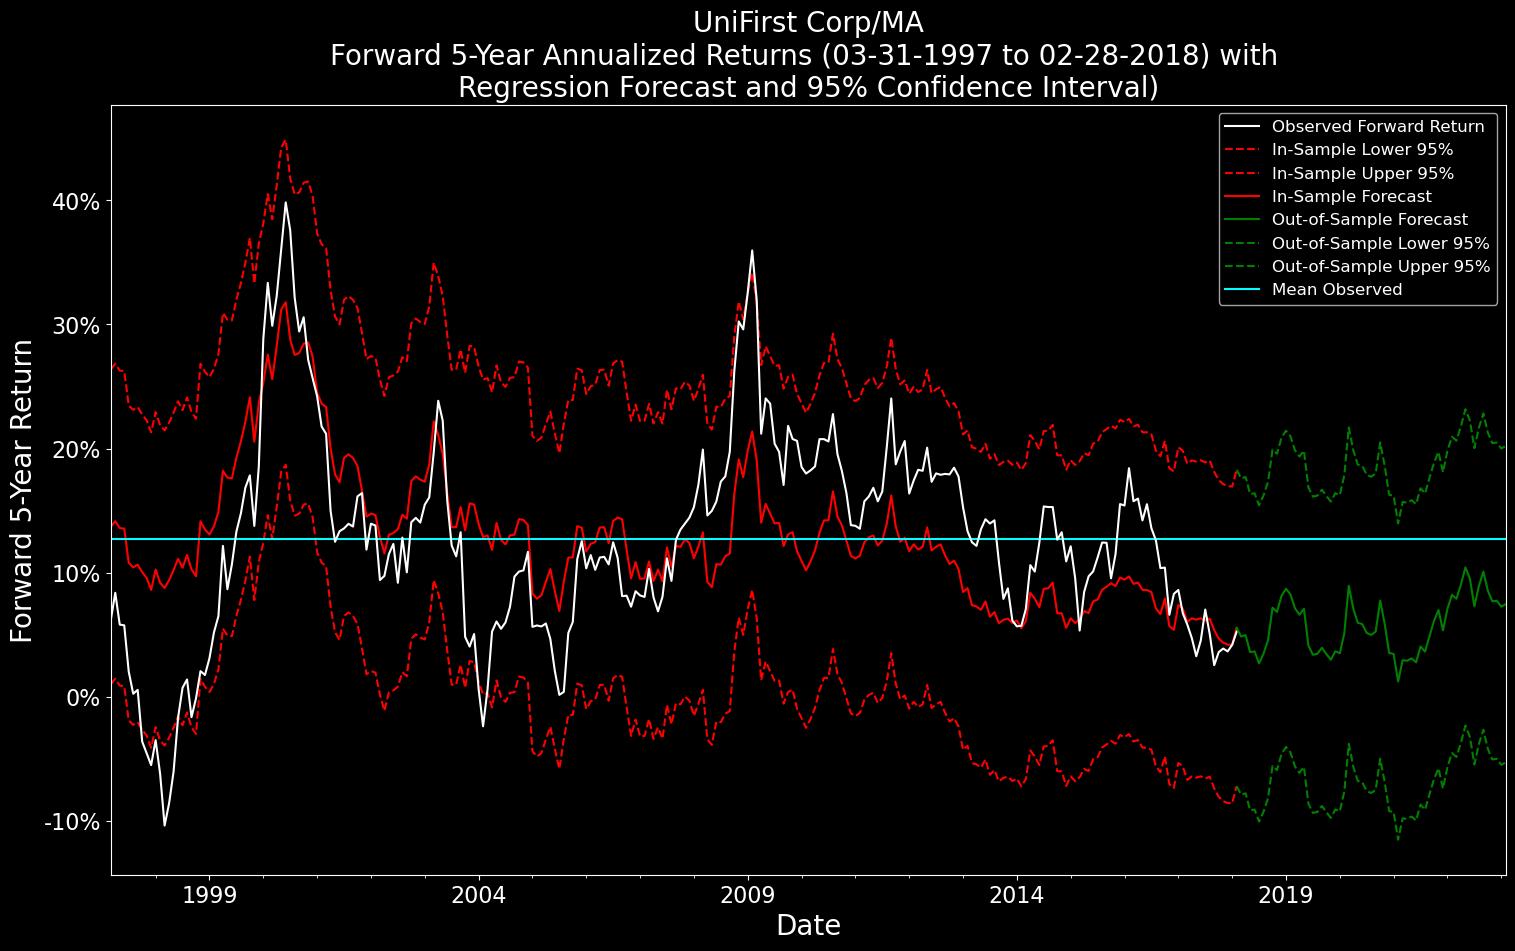 UniFirst Corp/MA
Forward 5-Year Annualized Returns (03-31-1997 to 02-28-2018) with
Regression Forecast and 95% Confidence Interval)
Observed Forward Return
In-Sample Lower 95%
In-Sample Upper 95%
In-Sample Forecast
Out-of-Sample Forecast
Out-of-Sample Lower 95%
Out-of-Sample Upper 95%
Mean Observed
Forward 5-Year Return
40%
30%
20%
10%
0%
-10%
1999 2004 2009 2014 2019
Date